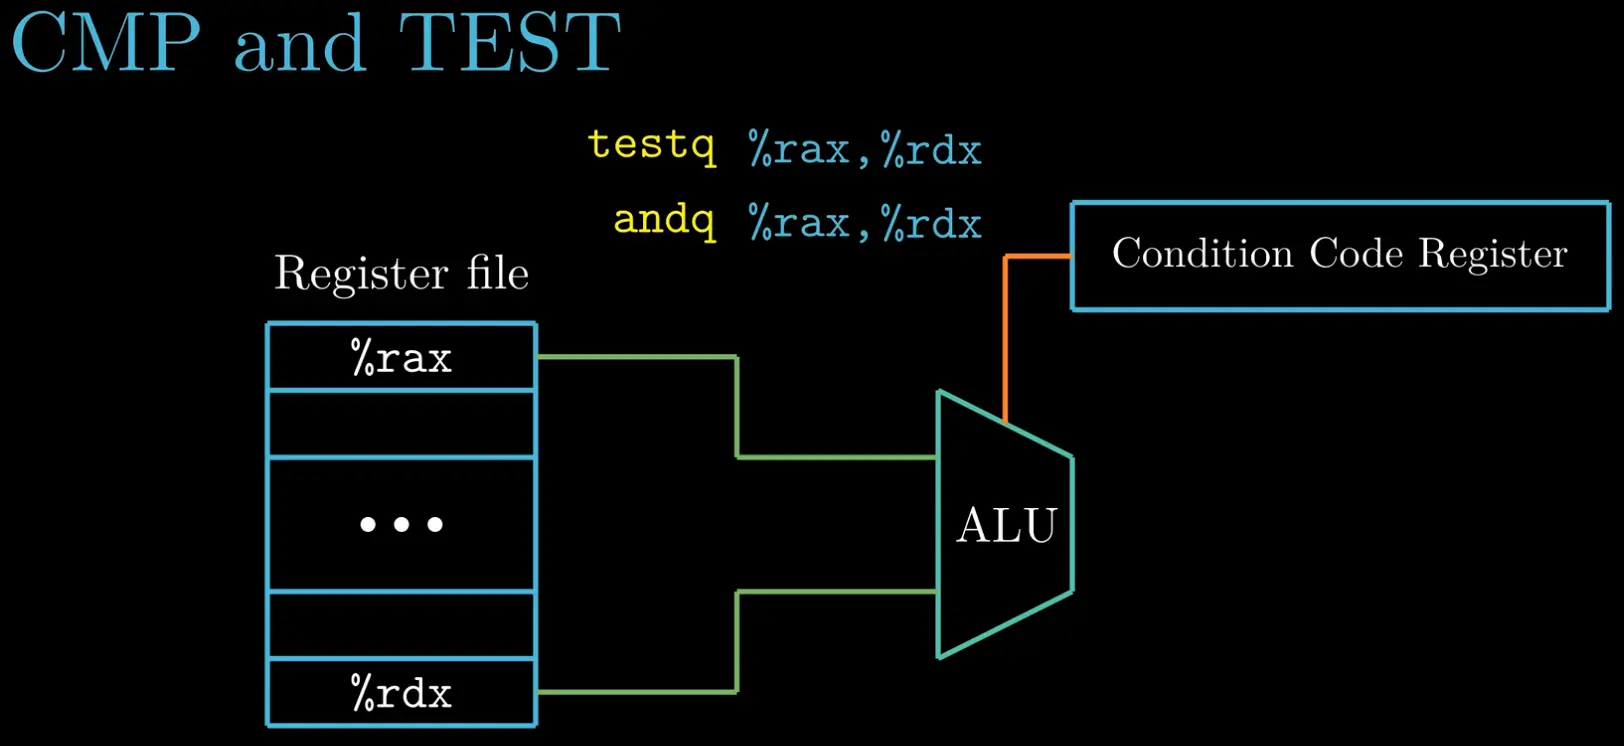 CMP and TEST
testq %rax,%rdx
andq %rax,%rdx
Condition Code Register
Register file
%rax
•••
ALU
%rdx